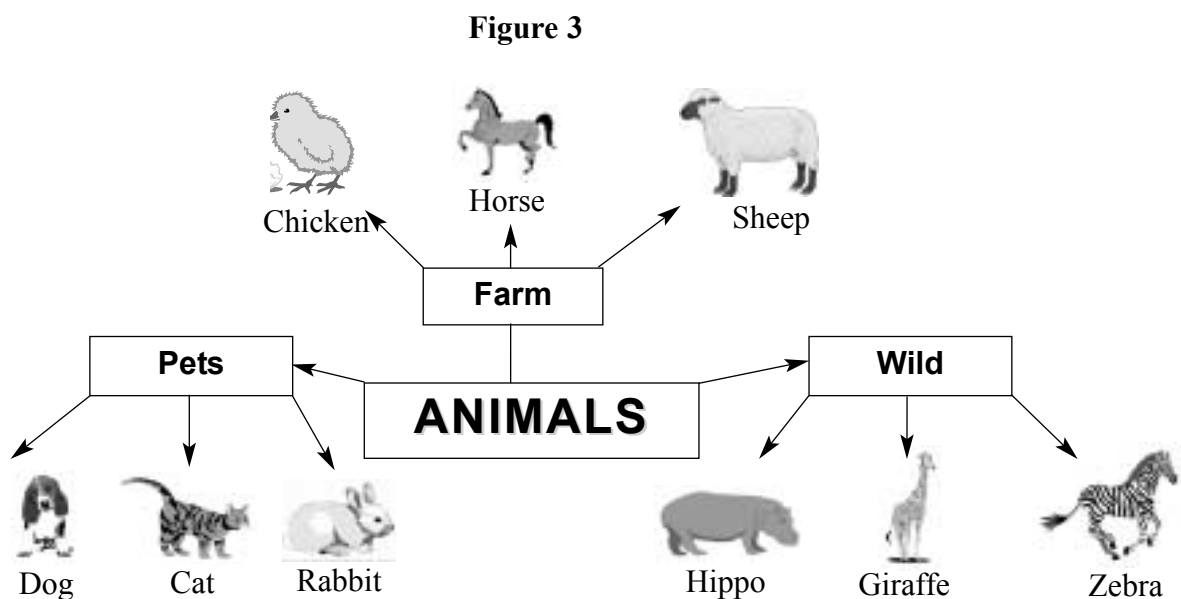 Figure 3
Chicken
Horse
Sheep
Farm
Pets
Wild
ANIMALS
Dog
Cat
Rabbit
Hippo
Giraffe
Zebra